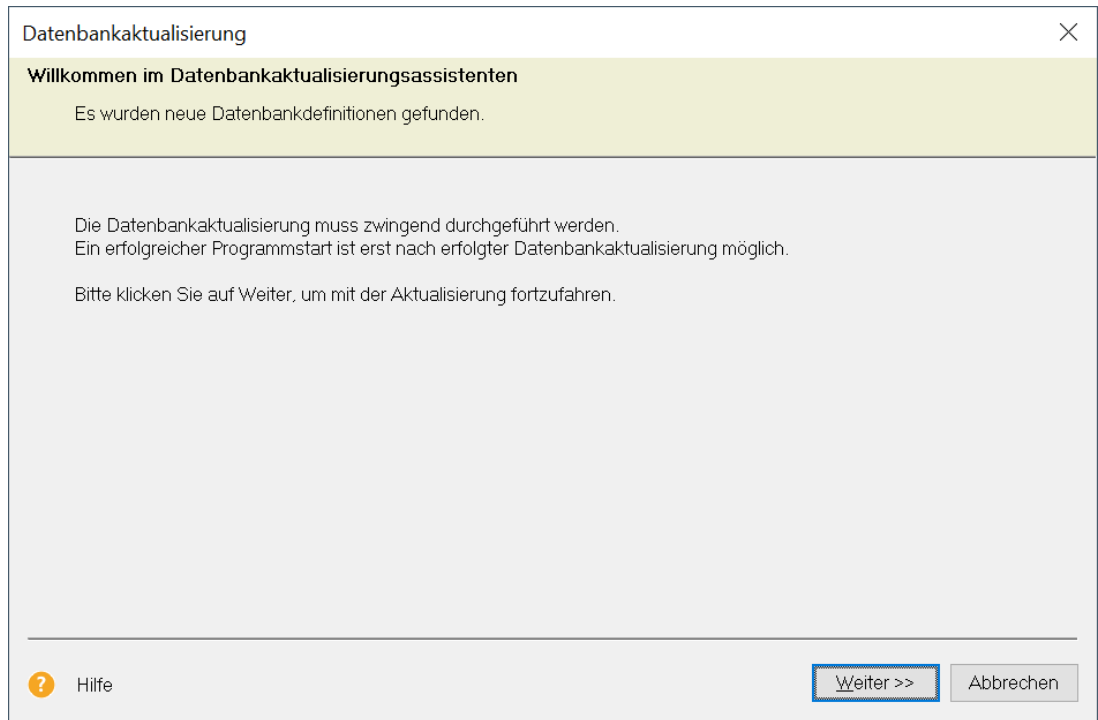 Datenbankaktualisierung
Willkommen im Datenbankaktualisierungsassistenten
Es wurden neue Datenbankdefinitionen gefunden.
Die Datenbankaktualisierung muss zwingend durchgeführt werden.
Ein erfolgreicher Programmstart ist erst nach erfolgter Datenbankaktualisierung möglich.
Bitte klicken Sie auf Weiter, um mit der Aktualisierung fortzufahren.
? Hilfe Weiter >> Abbrechen